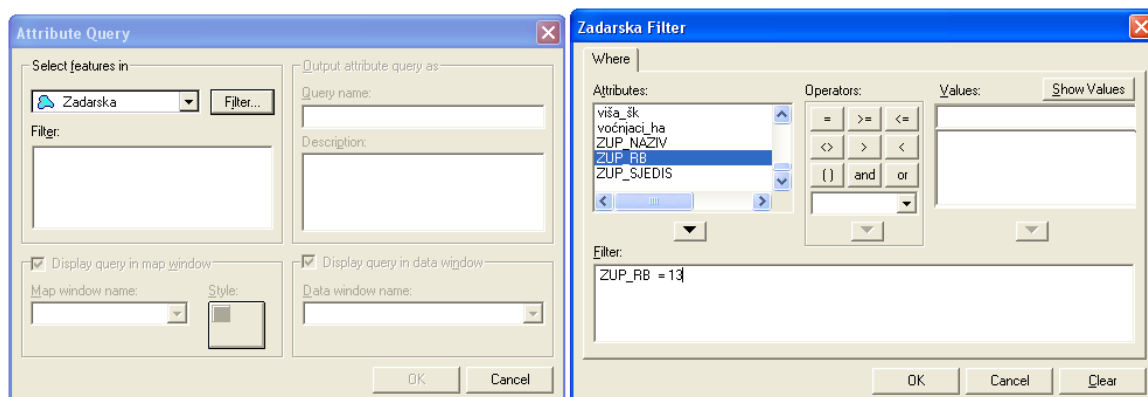 Attribute Query
Select features in
Zadarska
Filter...
Filter:
Output attribute query as
Query name:
Description:
Display query in map window
Map window name:
Style:
Display query in data window
Data window name:
OK
Cancel
Zadarska Filter
Where
Attributes:
viša_šk
voćnjaci_ha
ZUP_NAZIV
ZUP_RB
ZUP_SJEDIS
Operators:
= >= <=
<> > <
() and or
Values:
Show Values
Filter:
ZUP_RB = 13
OK
Cancel
Clear